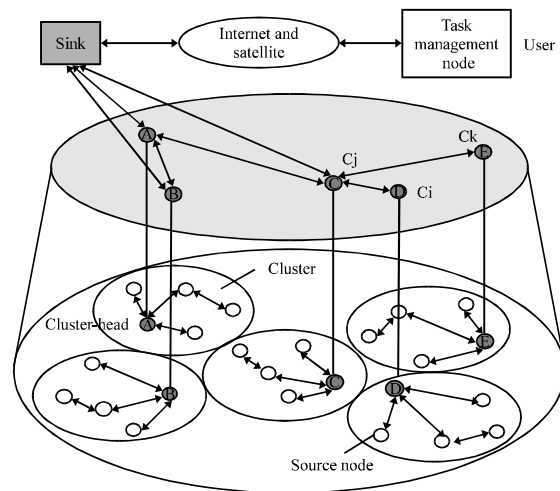 Sink
Internet and
satellite
Task
management
node
User
A
B
Cj
C
D
Ci
Ck
E
Cluster
Cluster-head
A
B
C
D
E
Source node